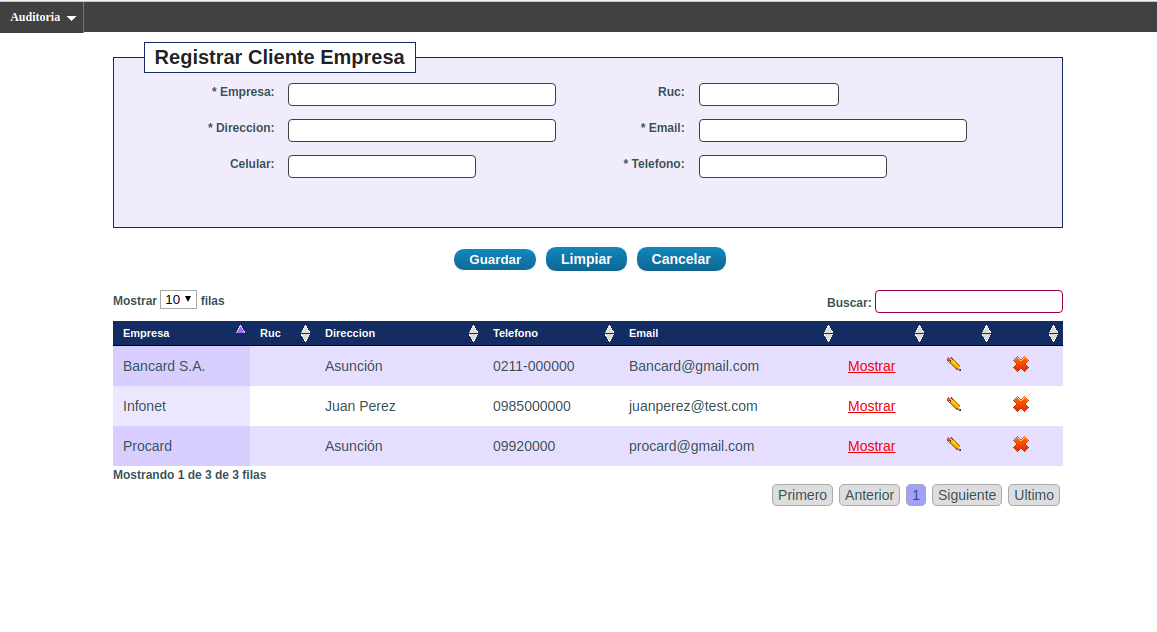 Auditoria
Registrar Cliente Empresa
* Empresa: Ruc:
* Direccion: * Email:
Celular: * Telefono:
Guardar Limpiar Cancelar
Mostrar 10 filas Buscar:
Empresa Ruc Direccion Telefono Email
Bancard S.A. Asunción 0211-000000 Bancard@gmail.com Mostrar
Infonet Juan Perez 0985000000 juanperez@test.com Mostrar
Procard Asunción 09920000 procard@gmail.com Mostrar
Mostrando 1 de 3 de 3 filas
Primero Anterior 1 Siguiente Ultimo